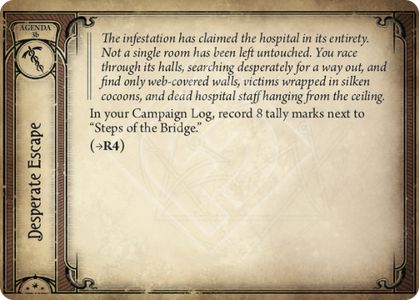 AGENDA
3b
Desperate Escape
The infestation has claimed the hospital in its entirety.
Not a single room has been left untouched. You race
through its halls, searching desperately for a way out, and
find only web-covered walls, victims wrapped in silken
cocoons, and dead hospital staff hanging from the ceiling.
In your Campaign Log, record 8 tally marks next to
“Steps of the Bridge.”
(→R4)